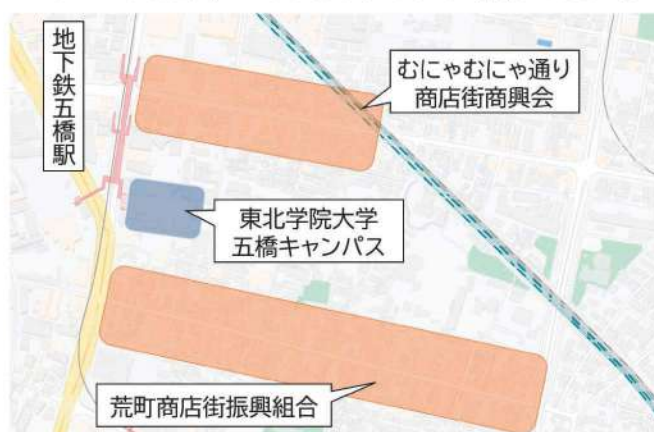 地下鉄五橋駅
むにゃむにゃ通り
商店街商興会
東北学院大学
五橋キャンパス
荒町商店街振興組合